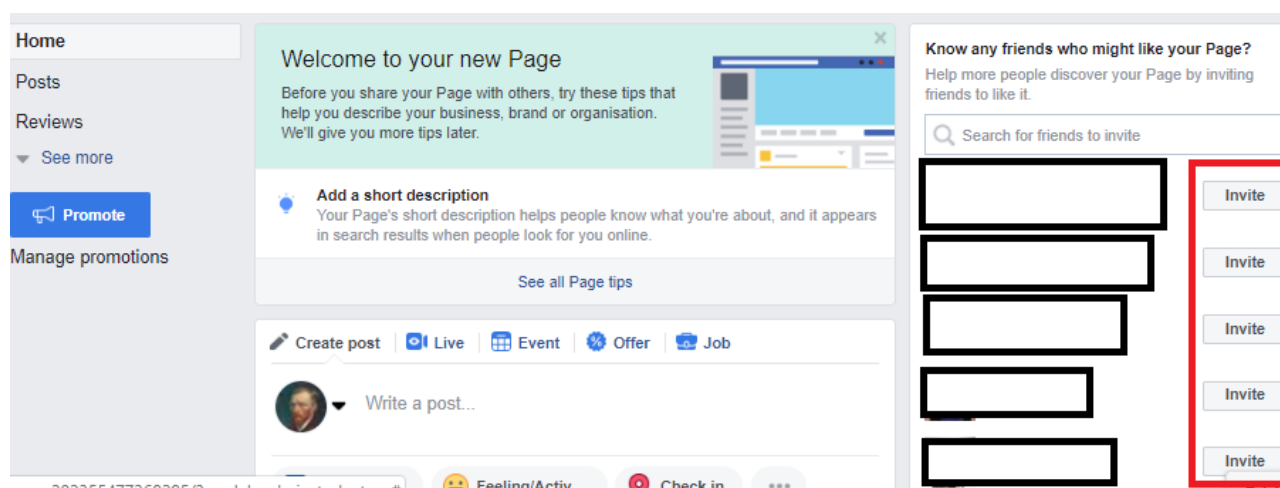 Home
Posts
Reviews
See more
Promote
Manage promotions
Welcome to your new Page
Before you share your Page with others, try these tips that
help you describe your business, brand or organisation.
We'll give you more tips later.
Add a short description
Your Page's short description helps people know what you're about, and it appears
in search results when people look for you online.
See all Page tips
Create post Live Event Offer Job
Write a post...
Feeling/Activ...
Check in
Know any friends who might like your Page?
Help more people discover your Page by inviting
friends to like it.
Search for friends to invite
Invite
Invite
Invite
Invite
Invite